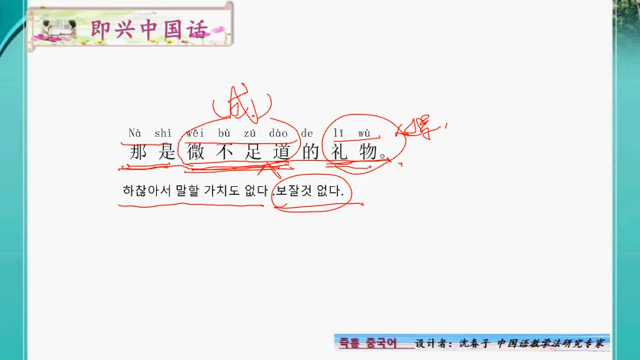 即兴中国话
(成)
Nà shì wēi bù zú dào de lǐ wù
那是微不足道的礼物。
하찮아서 말할 가치도 없다 .보잘것 없다.
즉흥 중국어 设计者：沈春子 中国语教学法研究专家